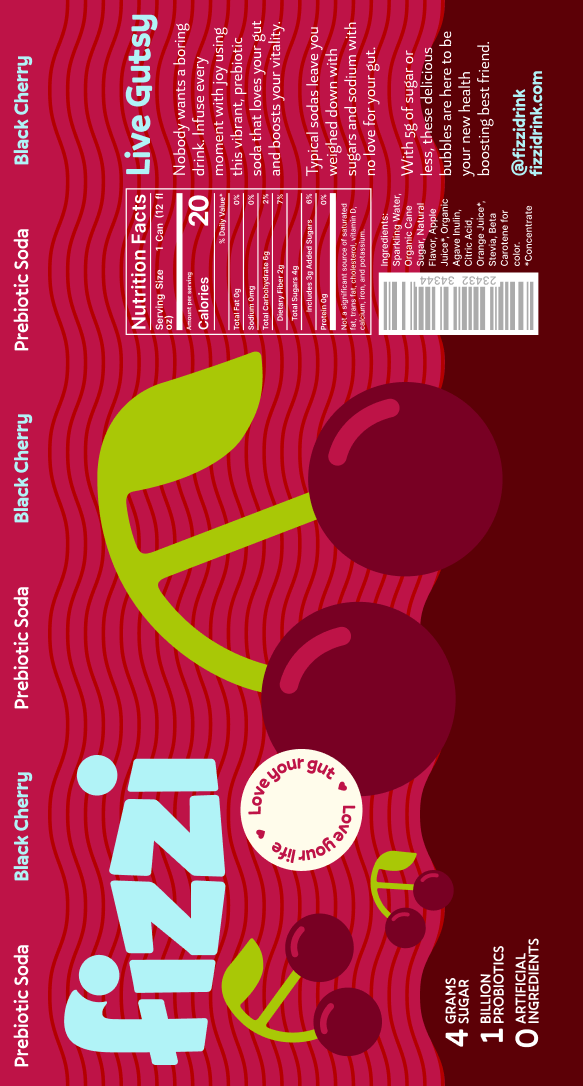 Prebiotic Soda
Black Cherry
Prebiotic Soda
Black Cherry
Prebiotic Soda
Black Cherry
fizzi
Love your gut
Love your life
4 GRAMS
SUGAR
1 BILLION
PROBIOTICS
0 ARTIFICIAL
INGREDIENTS
Nutrition Facts
Serving Size 1 Can (12 fl
oz)
Amount per serving
Calories 20
% Daily Value*
Total Fat 0g 0%
Sodium 0mg 0%
Total Carbohydrate 6g 2%
Dietary Fiber 2g 7%
Total Sugars 4g
Includes 3g Added Sugars 6%
Protein 0g 0%
Not a significant source of saturated
fat, trans fat, cholesterol, vitamin D,
calcium, iron, and potassium.
Ingredients:
Sparkling Water,
Organic Cane
Sugar, Natural
Flavor, Apple
Juice*, Organic
Agave Inulin,
Citric Acid,
Orange Juice*,
Stevia, Beta
Carotene for
color.
*Concentrate
Live Gutsy
Nobody wants a boring
drink. Infuse every
moment with joy using
this vibrant, prebiotic
soda that loves your gut
and boosts your vitality.
Typical sodas leave you
weighed down with
sugars and sodium with
no love for your gut.
With 5g of sugar or
less, these delicious
bubbles are here to be
your new health
boosting best friend.
@fizzidrink
fizzidrink.com